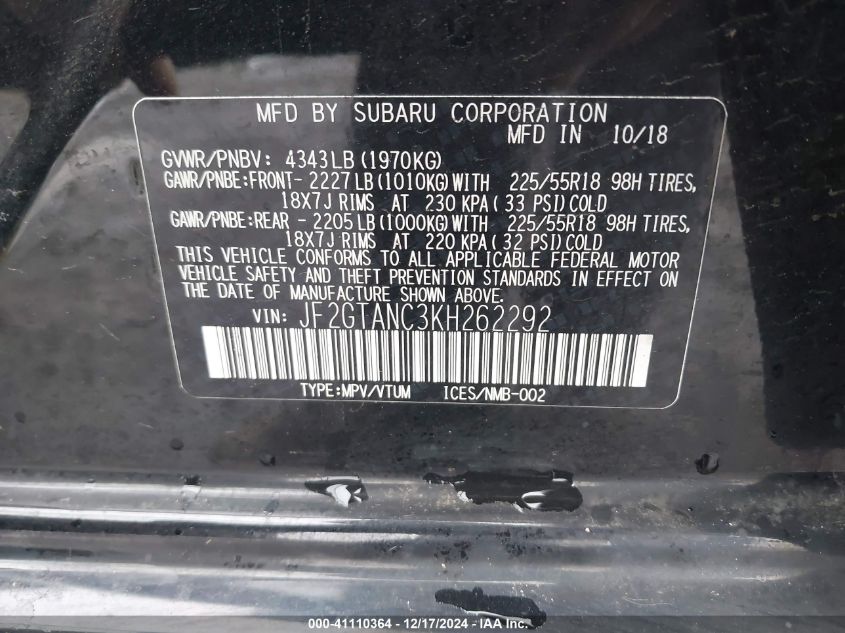 MFD BY SUBARU CORPORATION
MFD IN 10/18
GVWR/PNBV: 4343LB(1970KG)
GAWR/PNBE:FRONT- 2227LB(1010KG)WITH 225/55R18 98H TIRES,
18X7J RIMS AT 230 KPA( 33 PSI)COLD
GAWR/PNBE:REAR - 2205LB(1000KG)WITH 225/55R18 98H TIRES,
18X7J RIMS AT 220 KPA( 32 PSI)COLD
THIS VEHICLE CONFORMS TO ALL APPLICABLE FEDERAL MOTOR
VEHICLE SAFETY AND THEFT PREVENTION STANDARDS IN EFFECT ON
THE DATE OF MANUFACTURE SHOWN ABOVE.
VIN: JF2GTANC3KH262292
TYPE:MPV/VTUM ICES/NMB-002
000-41110364 - 12/17/2024 - IAA Inc.